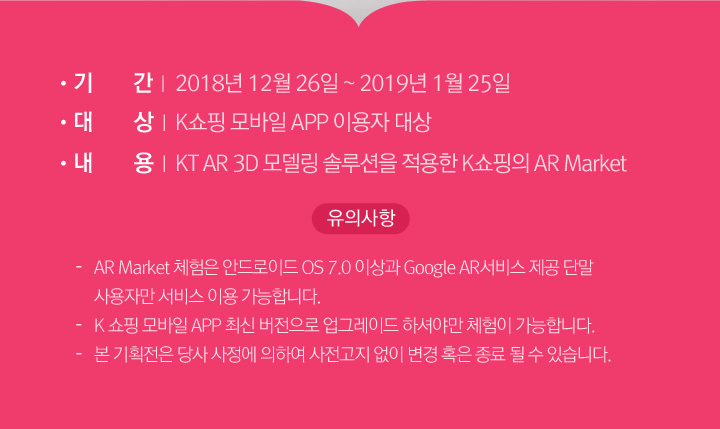 • 기 간 | 2018년 12월 26일 ~ 2019년 1월 25일
• 대 상 | K쇼핑 모바일 APP 이용자 대상
• 내 용 | KT AR 3D 모델링 솔루션을 적용한 K쇼핑의 AR Market
유의사항
- AR Market 체험은 안드로이드 OS 7.0 이상과 Google AR서비스 제공 단말
사용자만 서비스 이용 가능합니다.
- K 쇼핑 모바일 APP 최신 버전으로 업그레이드 하셔야만 체험이 가능합니다.
- 본 기획전은 당사 사정에 의하여 사전고지 없이 변경 혹은 종료 될 수 있습니다.